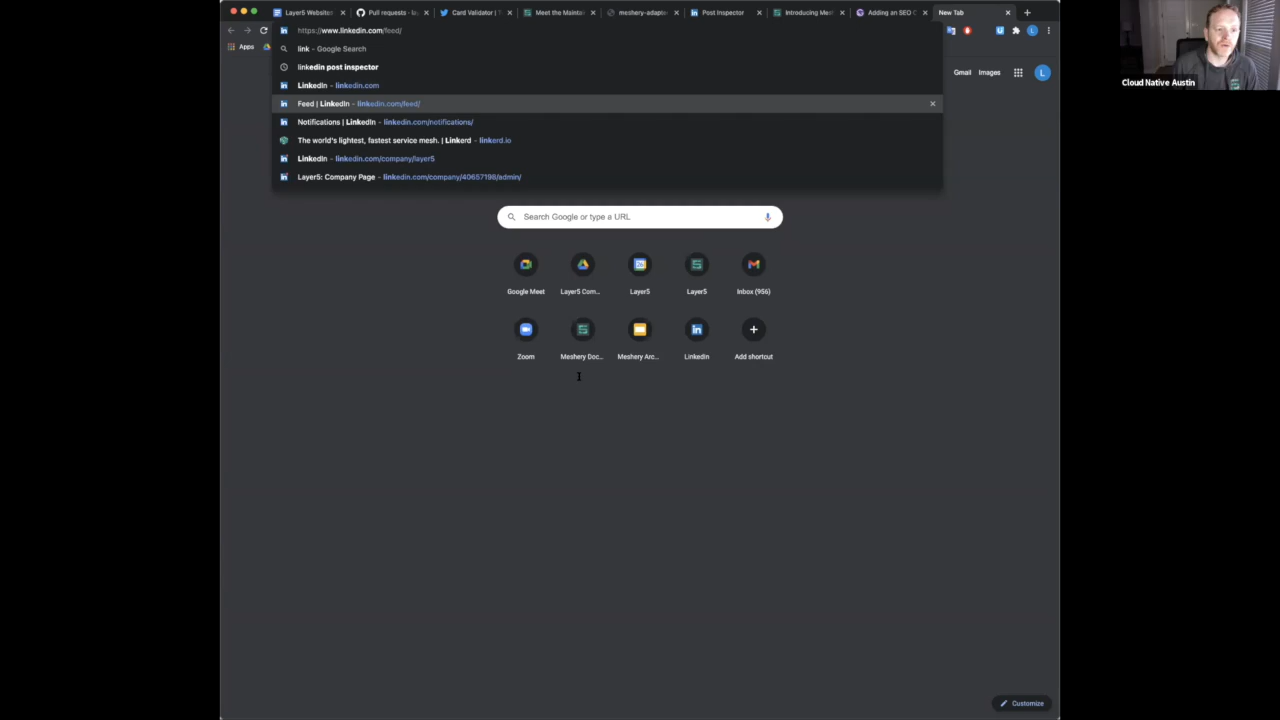 Layer5 Websites
Pull requests · la
Card Validator | T
Meet the Maintai
meshery-adapte
Post Inspector
Introducing Mesh
Adding an SEO C
New Tab
https://www.linkedin.com/feed/
Apps
link - Google Search
linkedin post inspector
LinkedIn - linkedin.com
Feed | LinkedIn - linkedin.com/feed/
Notifications | LinkedIn - linkedin.com/notifications/
The world's lightest, fastest service mesh. | Linkerd - linkerd.io
LinkedIn - linkedin.com/company/layer5
Layer5: Company Page - linkedin.com/company/40657198/admin/
Gmail Images
L
Cloud Native Austin
Search Google or type a URL
Google Meet
Layer5 Com...
Layer5
Layer5
Inbox (956)
Zoom
Meshery Doc...
Meshery Arc...
LinkedIn
Add shortcut
Customize